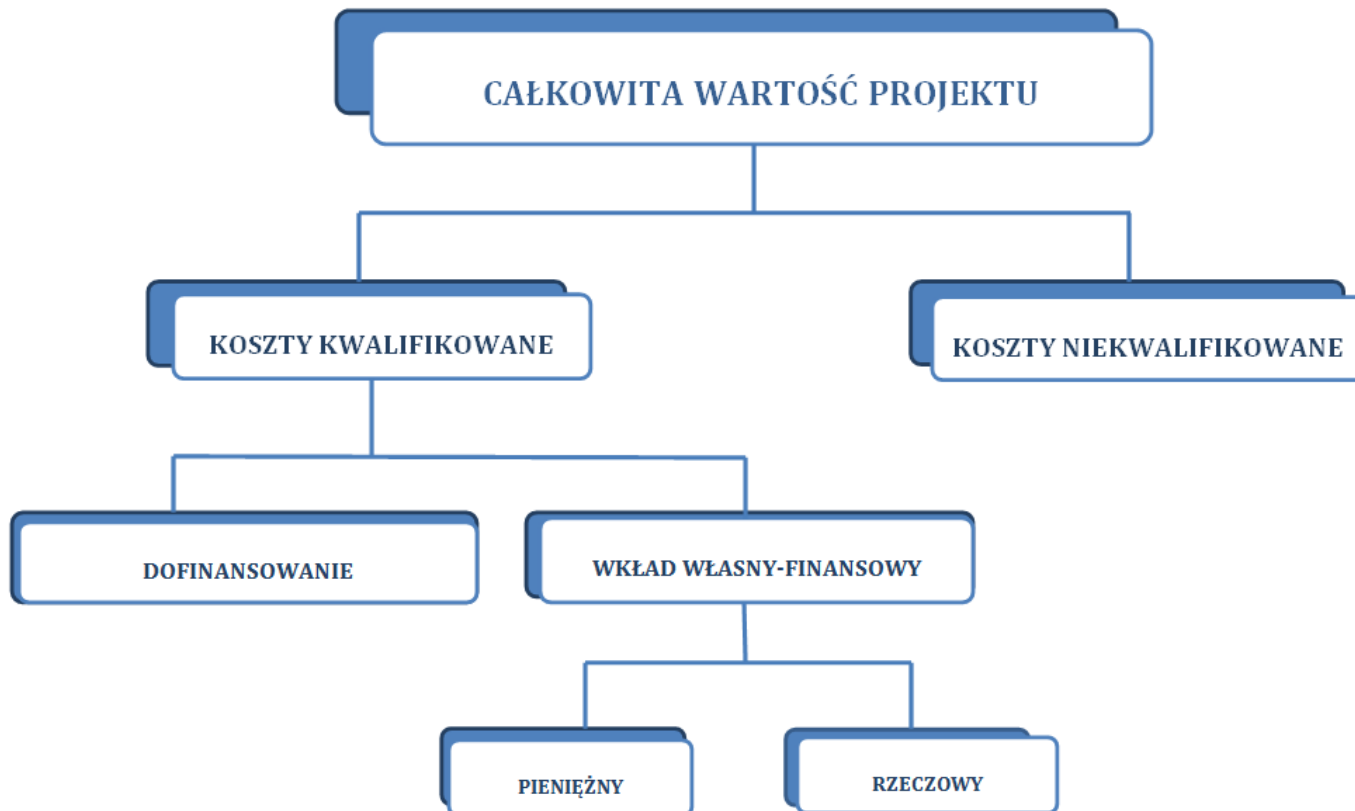 CAŁKOWITA WARTOŚĆ PROJEKTU
KOSZTY KWALIFIKOWANE
KOSZTY NIEKWALIFIKOWANE
DOFINANSOWANIE
WKŁAD WŁASNY-FINANSOWY
PIENIĘŻNY
RZECZOWY